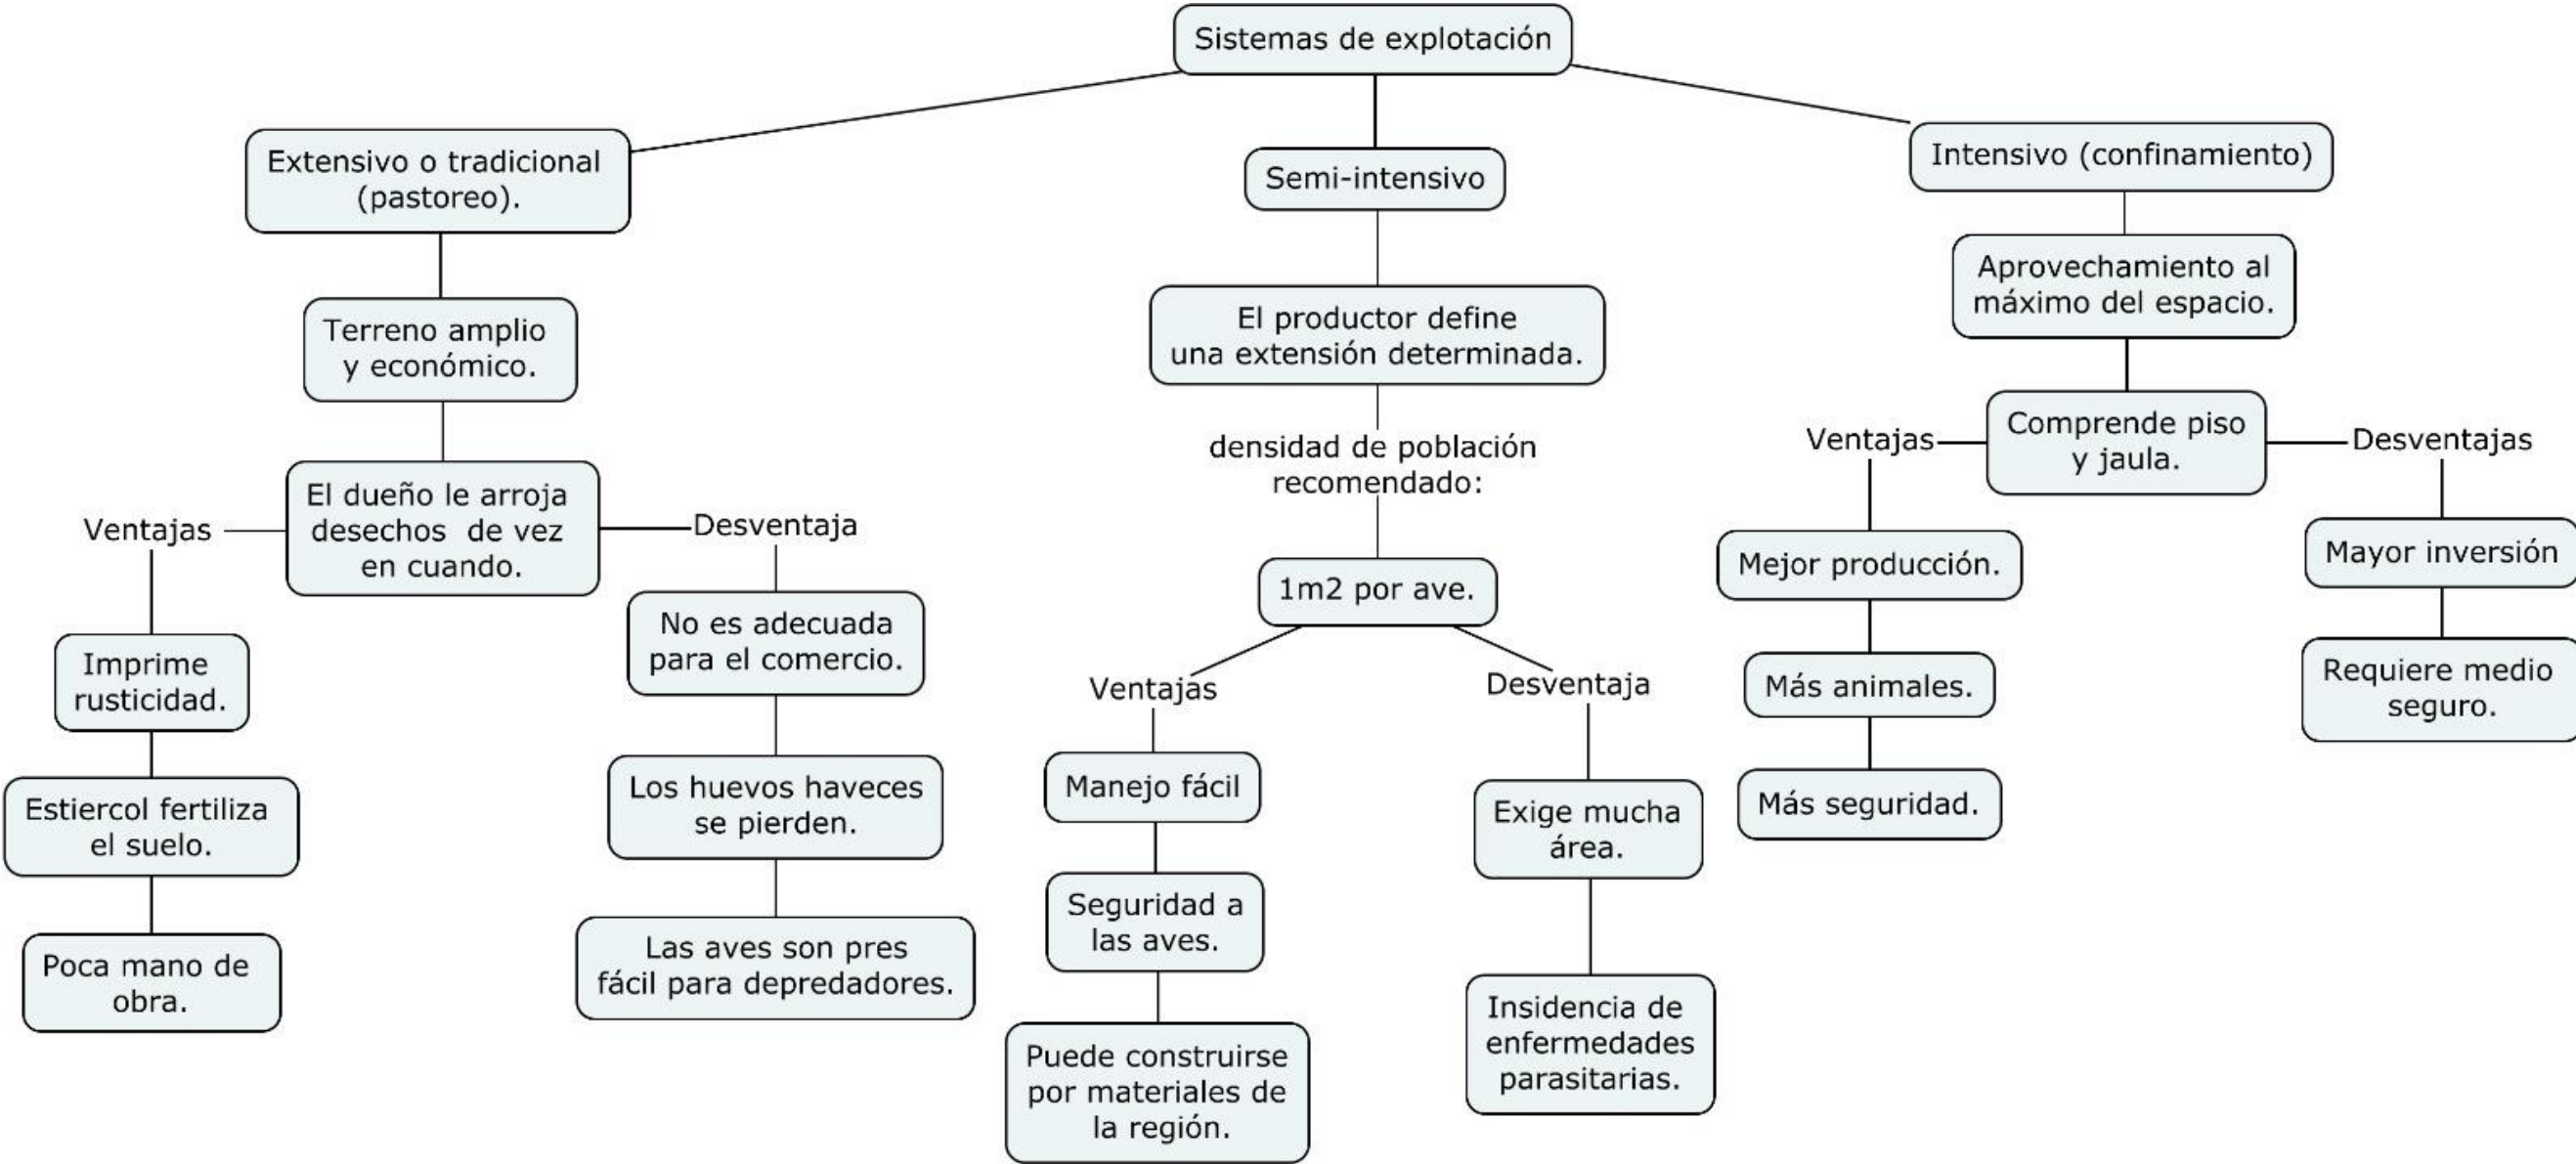 Sistemas de explotación
Extensivo o tradicional
(pastoreo).
Terreno amplio
y económico.
El dueño le arroja
desechos  de vez
en cuando.
Ventajas
Imprime
rusticidad.
Estiercol fertiliza
el suelo.
Poca mano de
obra.
Desventaja
No es adecuada
para el comercio.
Los huevos haveces
se pierden.
Las aves son pres
fácil para depredadores.
Semi-intensivo
El productor define
una extensión determinada.
densidad de población
recomendado:
1m2 por ave.
Ventajas
Manejo fácil
Seguridad a
las aves.
Puede construirse
por materiales de
la región.
Desventaja
Exige mucha
área.
Insidencia de
enfermedades
parasitarias.
Intensivo (confinamiento)
Aprovechamiento al
máximo del espacio.
Comprende piso
y jaula.
Ventajas
Mejor producción.
Más animales.
Más seguridad.
Desventajas
Mayor inversión
Requiere medio
seguro.